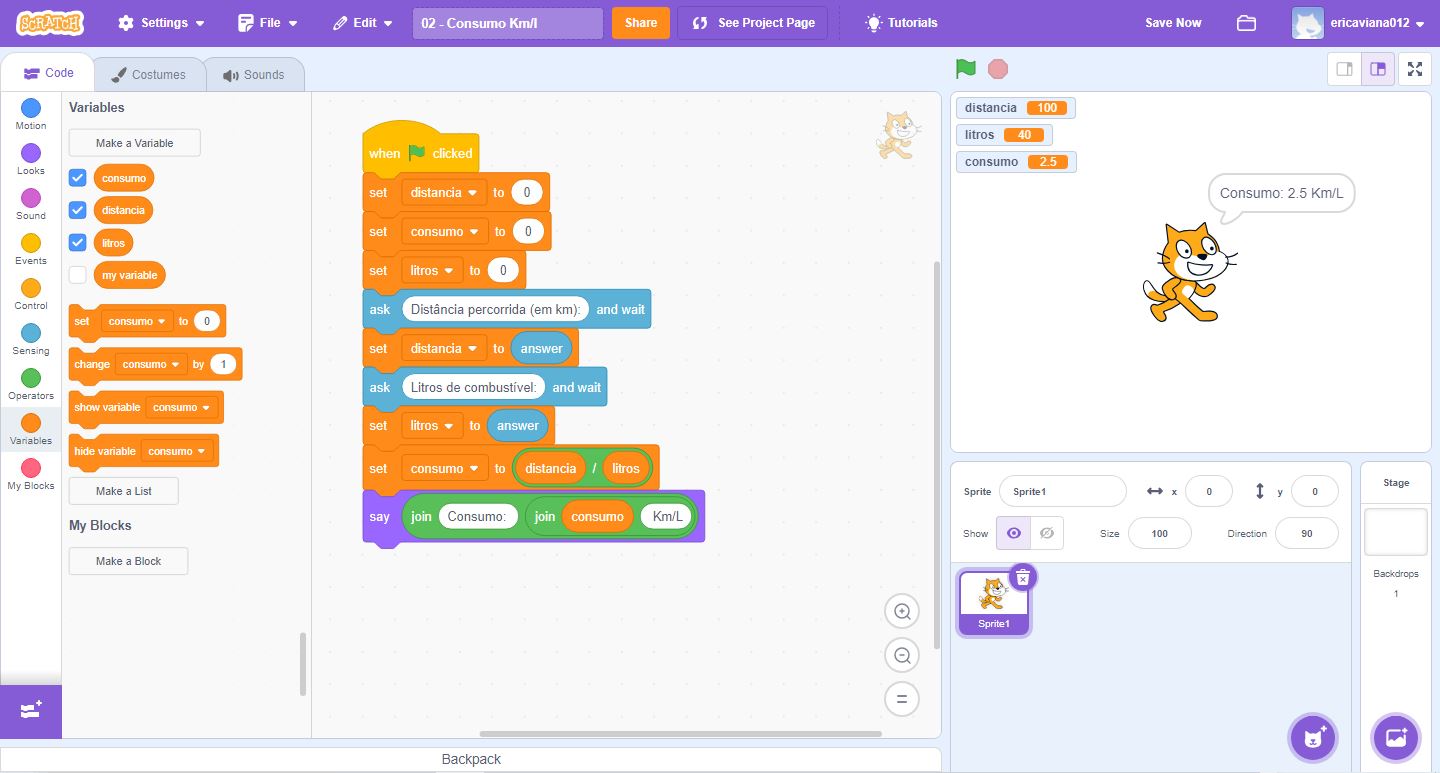 SCRATCH
Settings
File
Edit
02 - Consumo Km/l
Share
See Project Page
Tutorials
Save Now
ericaviana012
Code
Costumes
Sounds
Motion
Looks
Sound
Events
Control
Sensing
Operators
Variables
My Blocks
Variables
Make a Variable
consumo
distancia
litros
my variable
set consumo to 0
change consumo by 1
show variable consumo
hide variable consumo
Make a List
My Blocks
Make a Block
when clicked
set distancia to 0
set consumo to 0
set litros to 0
ask Distância percorrida (em km): and wait
set distancia to answer
ask Litros de combustível: and wait
set litros to answer
set consumo to distancia / litros
say join Consumo: join consumo Km/L
Backpack
distancia 100
litros 40
consumo 2.5
Consumo: 2.5 Km/L
Sprite Sprite1 x 0 y 0
Show Size 100 Direction 90
Sprite1
Stage
Backdrops
1